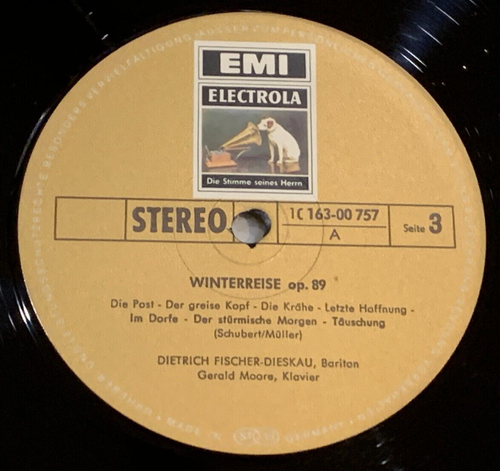 EMI
ELECTROLA
Die Stimme seines Herrn
STEREO
1C 163-00 757
A
Seite 3
WINTERREISE op. 89
Die Post - Der greise Kopf - Die Krähe - Letzte Hoffnung -
Im Dorfe - Der stürmische Morgen - Täuschung
(Schubert/Müller)
DIETRICH FISCHER-DIESKAU, Bariton
Gerald Moore, Klavier